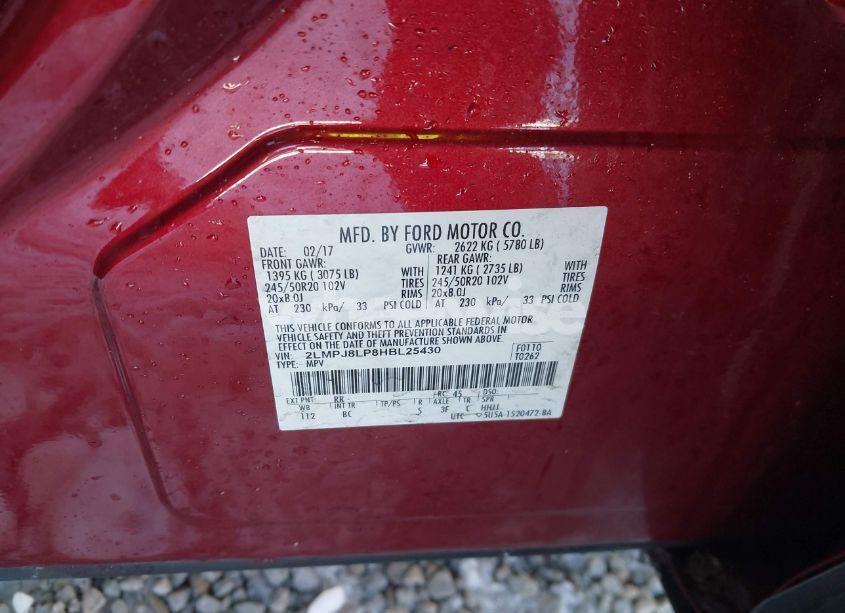 MFD. BY FORD MOTOR CO.
DATE: 02/17 GVWR: 2622 KG ( 5780 LB)
FRONT GAWR: REAR GAWR:
1395 KG ( 3075 LB) WITH 1241 KG ( 2735 LB) WITH
245/50R20 102V TIRES 245/50R20 102V TIRES
20x8.0J RIMS 20x8.0J RIMS
AT 230 kPa/ 33 PSI COLD AT 230 kPa/ 33 PSI COLD
THIS VEHICLE CONFORMS TO ALL APPLICABLE FEDERAL MOTOR
VEHICLE SAFETY AND THEFT PREVENTION STANDARDS IN
EFFECT ON THE DATE OF MANUFACTURE SHOWN ABOVE.
VIN: 2LMPJ8LP8HBL25430 F0110
TYPE: MPV T0262
EXT PNT: RR RC: 45 DSO:
WB INT TR TP/PS R AXLE TR SPR
112 BC 5 3F C HHJJ
UTC 5U5A-1520472-BA